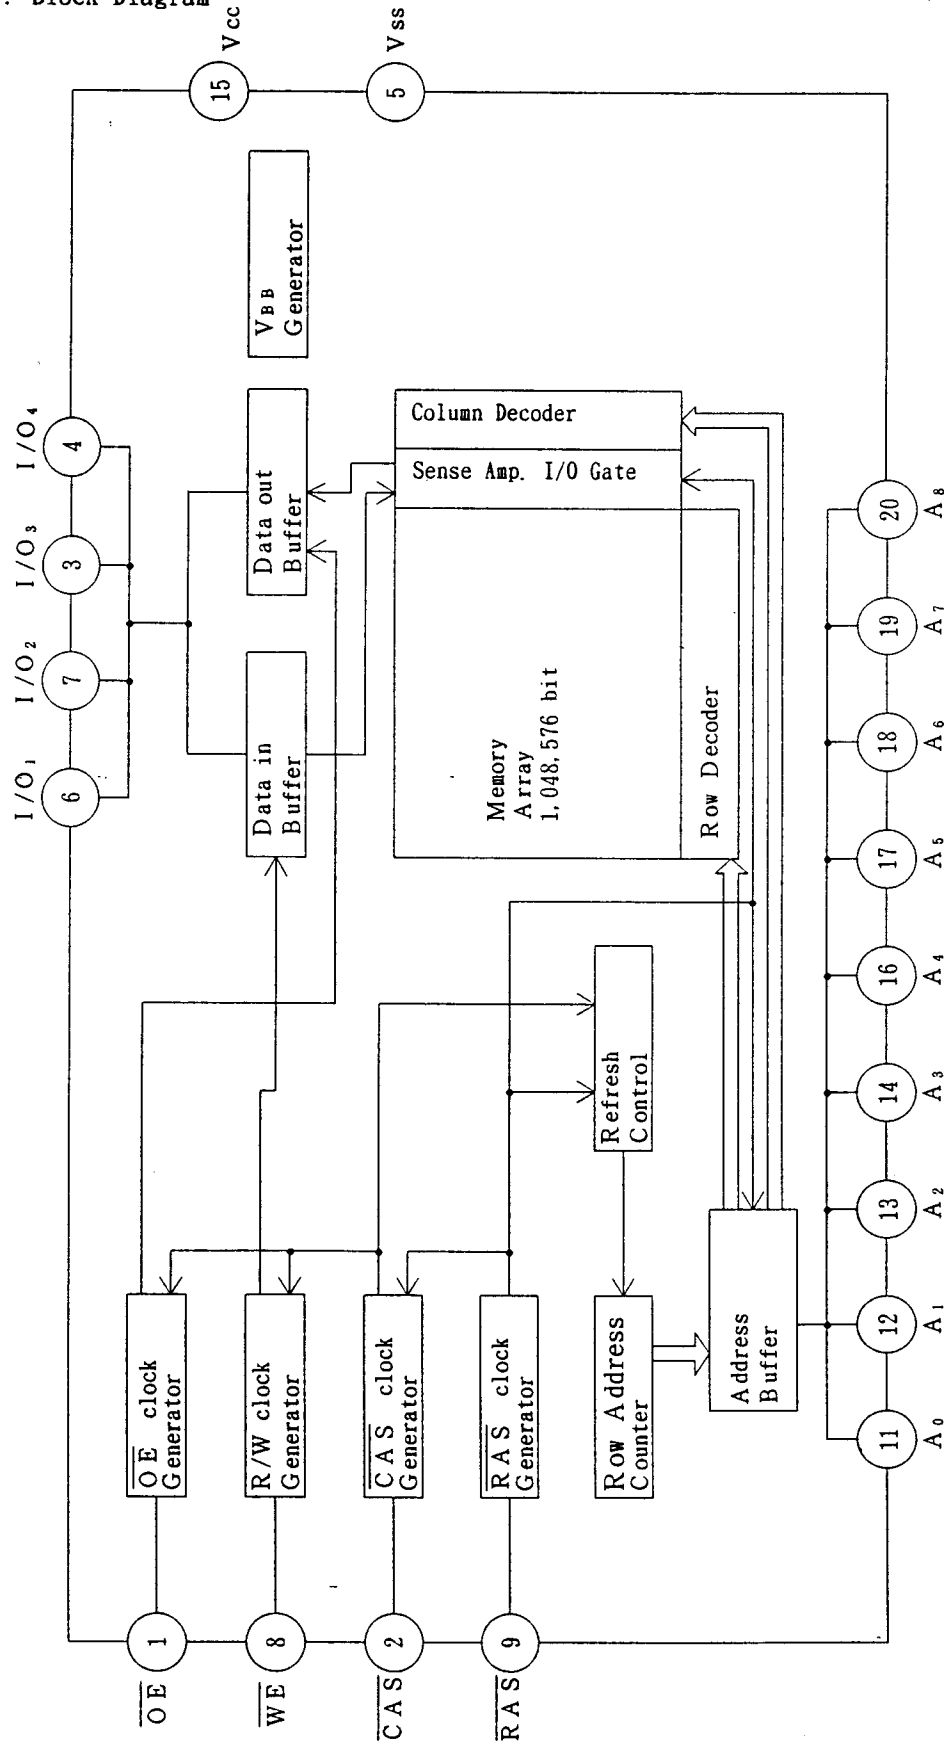 . Block Diagram
Vcc
Vss
15
5
I/O1
I/O2
I/O3
I/O4
6
7
3
4
VBB
Generator
Data in
Buffer
Data out
Buffer
Column Decoder
Sense Amp. I/O Gate
Memory
Array
1,048,576 bit
Row Decoder
OE
1
OE clock
Generator
WE
8
R/W clock
Generator
CAS
2
CAS clock
Generator
RAS
9
RAS clock
Generator
Refresh
Control
Row Address
Counter
Address
Buffer
11
12
13
14
16
17
18
19
20
A0
A1
A2
A3
A4
A5
A6
A7
A8